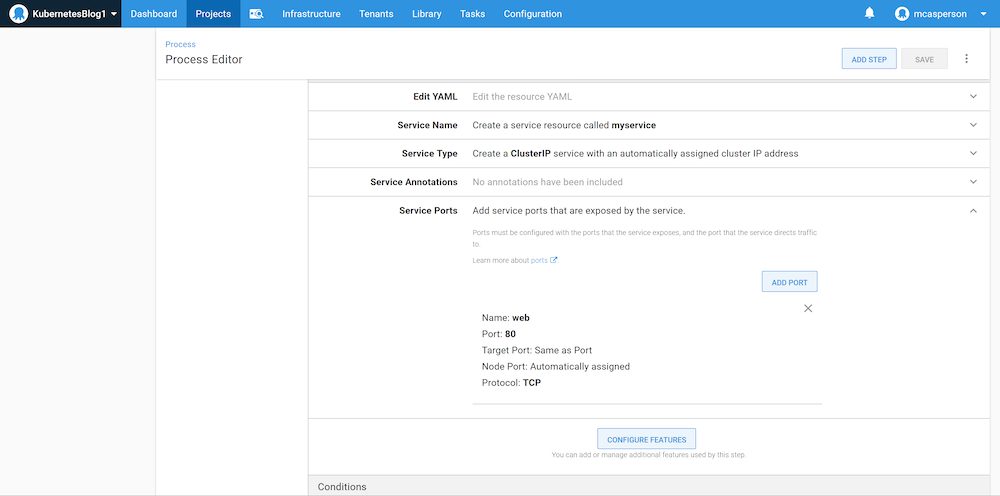 KubernetesBlog1 Dashboard Projects Infrastructure Tenants Library Tasks Configuration mcasperson
Process
Process Editor
ADD STEP SAVE
Edit YAML Edit the resource YAML
Service Name Create a service resource called myservice
Service Type Create a ClusterIP service with an automatically assigned cluster IP address
Service Annotations No annotations have been included
Service Ports Add service ports that are exposed by the service.
Ports must be configured with the ports that the service exposes, and the port that the service directs traffic
to.
Learn more about ports.
ADD PORT
Name: web
Port: 80
Target Port: Same as Port
Node Port: Automatically assigned
Protocol: TCP
CONFIGURE FEATURES
You can add or manage additional features used by this step.
Conditions